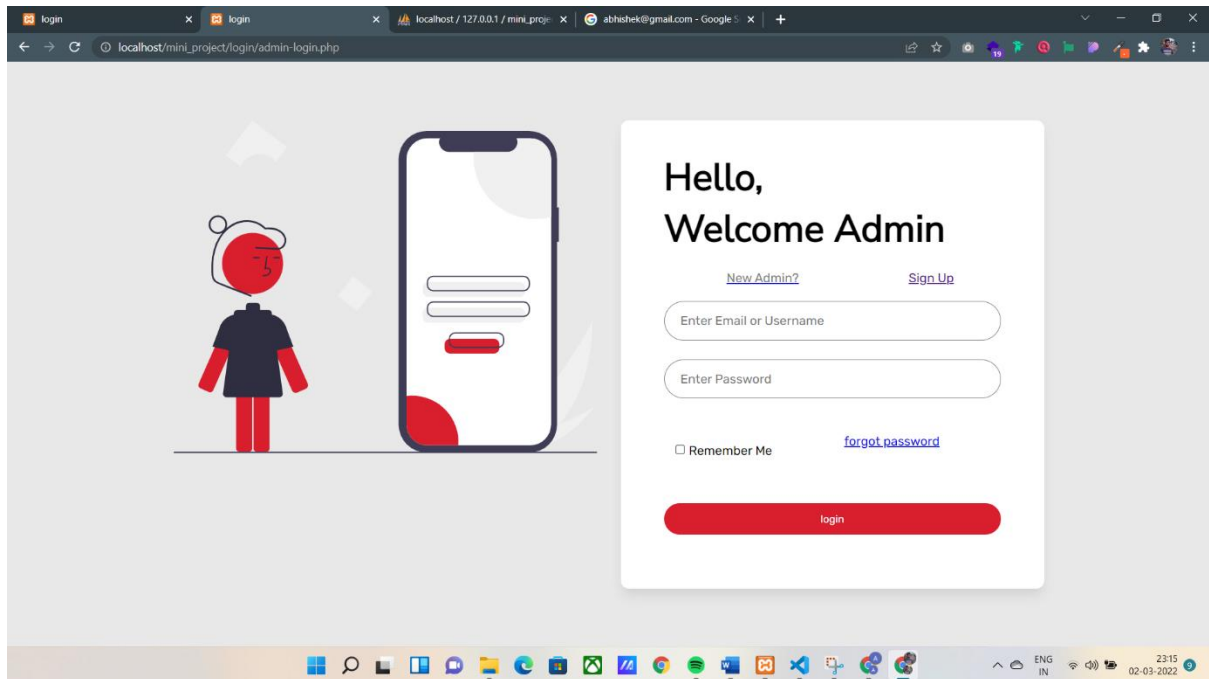 login
login
localhost / 127.0.0.1 / mini_proje
abhishek@gmail.com - Google S
localhost/mini_project/login/admin-login.php
19
Hello,
Welcome Admin
New Admin? Sign Up
Enter Email or Username
Enter Password
Remember Me
forgot password
login
ENG
IN
23:15
02-03-2022
9